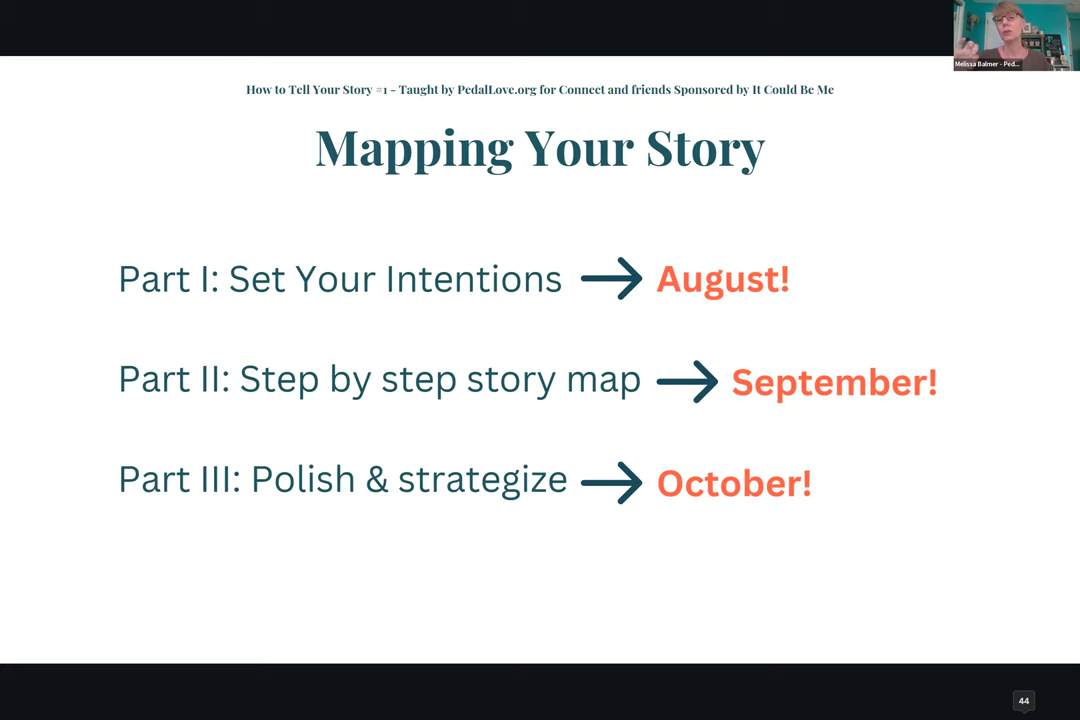 Melissa Balmer - Ped...
How to Tell Your Story #1 - Taught by PedalLove.org for Connect and friends Sponsored by It Could Be Me
Mapping Your Story
Part I: Set Your Intentions → August!
Part II: Step by step story map → September!
Part III: Polish & strategize → October!
44